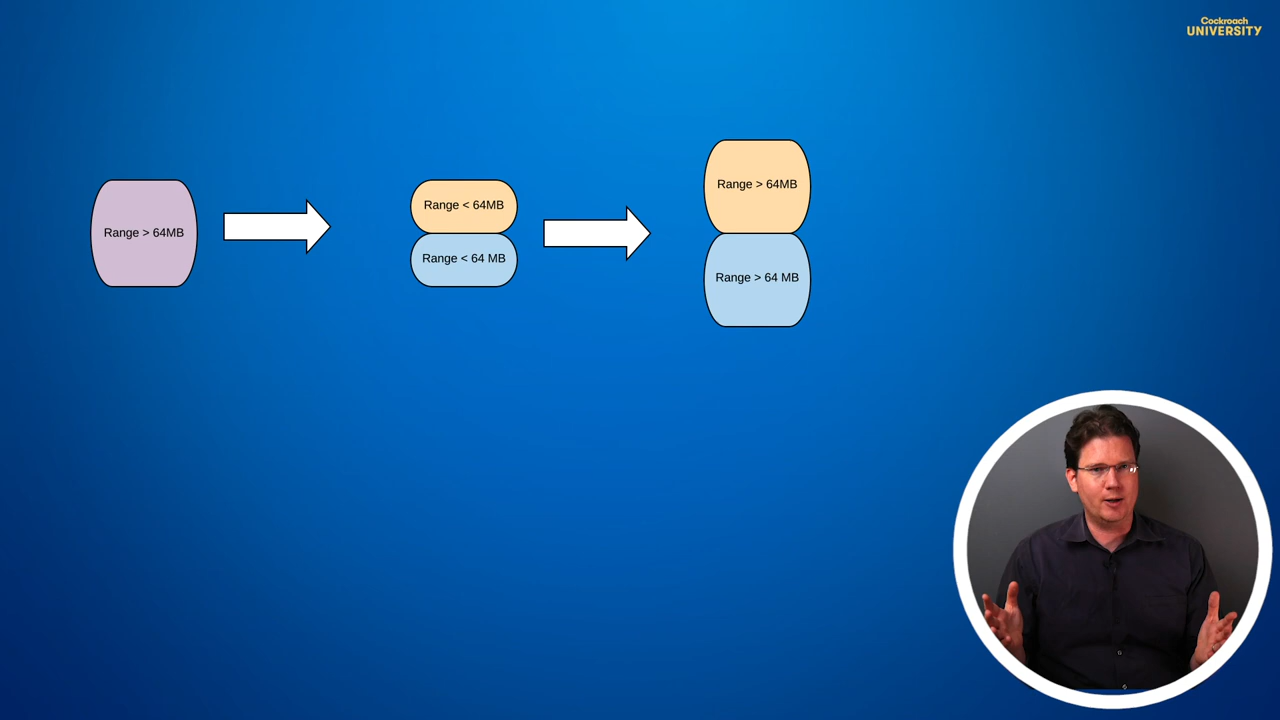 Cockroach
UNIVERSITY
Range > 64MB
Range < 64MB
Range < 64 MB
Range > 64MB
Range > 64 MB